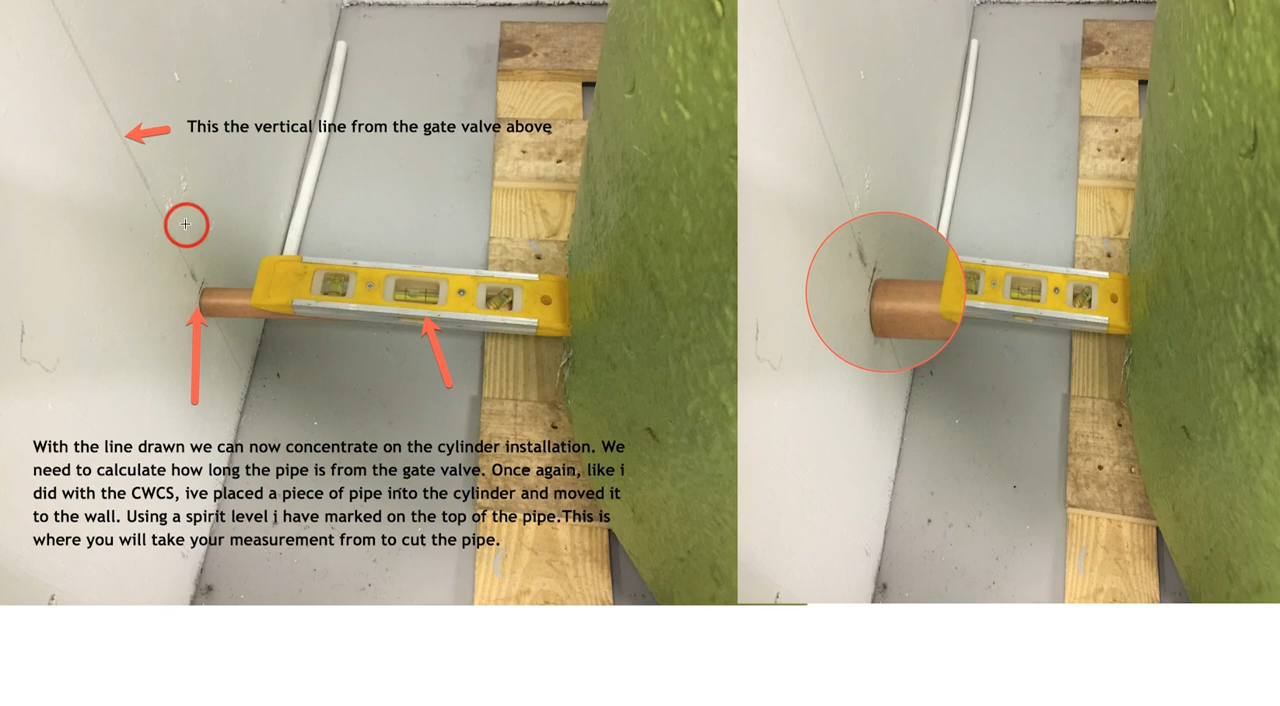 This the vertical line from the gate valve above
With the line drawn we can now concentrate on the cylinder installation. We
need to calculate how long the pipe is from the gate valve. Once again, like i
did with the CWCS, ive placed a piece of pipe into the cylinder and moved it
to the wall. Using a spirit level i have marked on the top of the pipe.This is
where you will take your measurement from to cut the pipe.